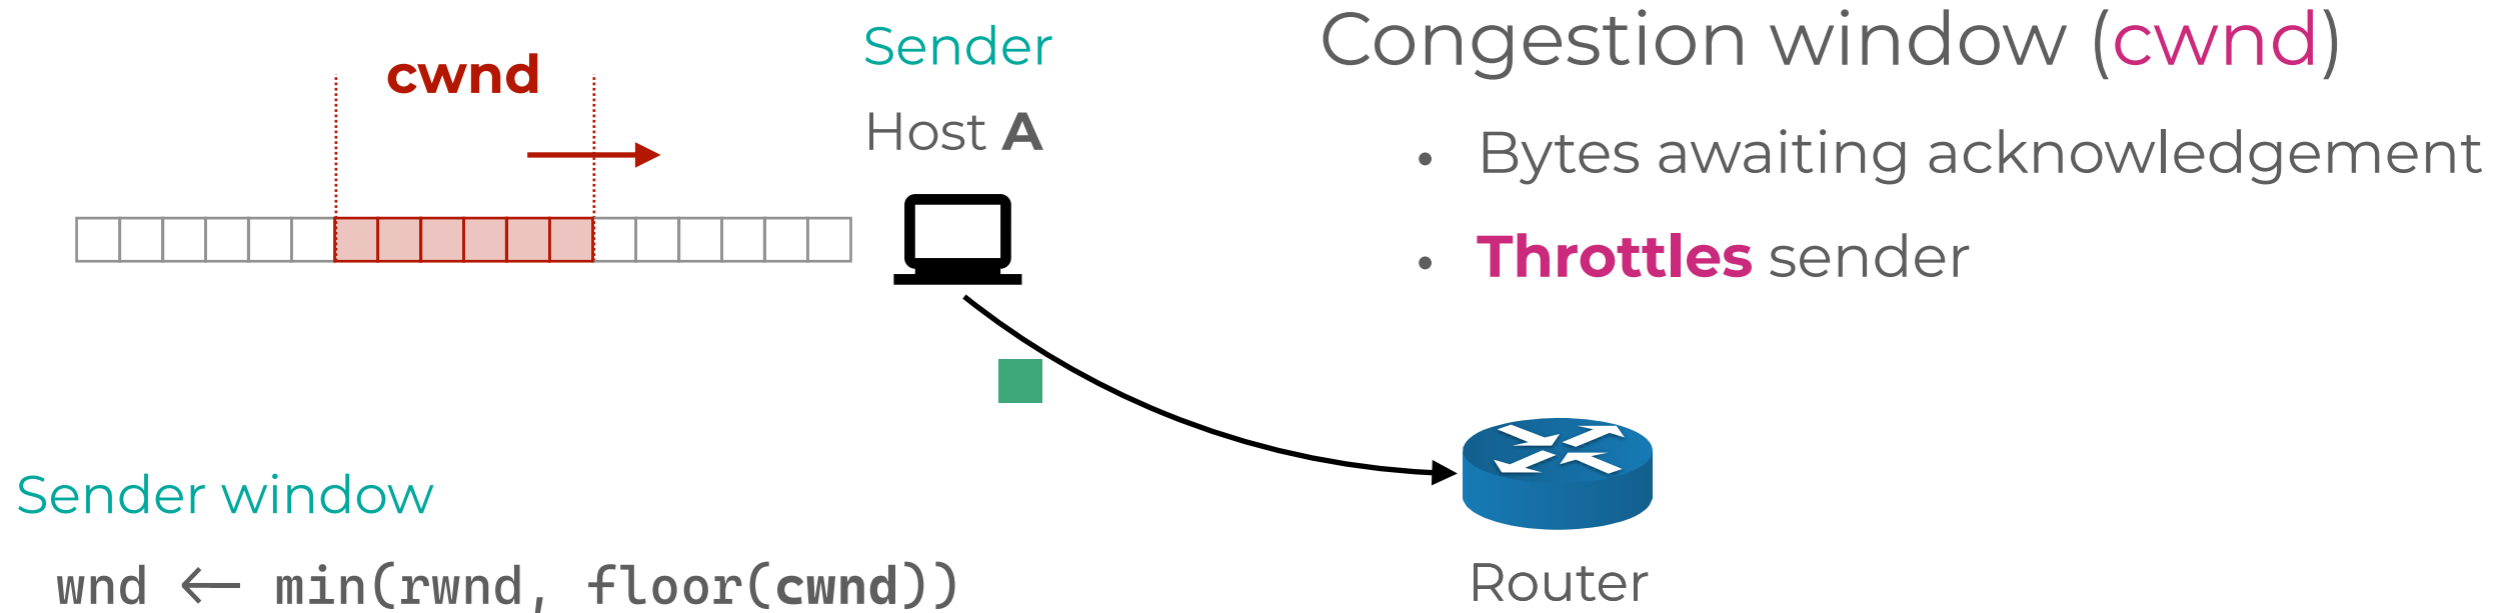 cwnd
Sender
Host A
Congestion window (cwnd)
• Bytes awaiting acknowledgement
• Throttles sender
Sender window
wnd ← min(rwnd, floor(cwnd))
Router